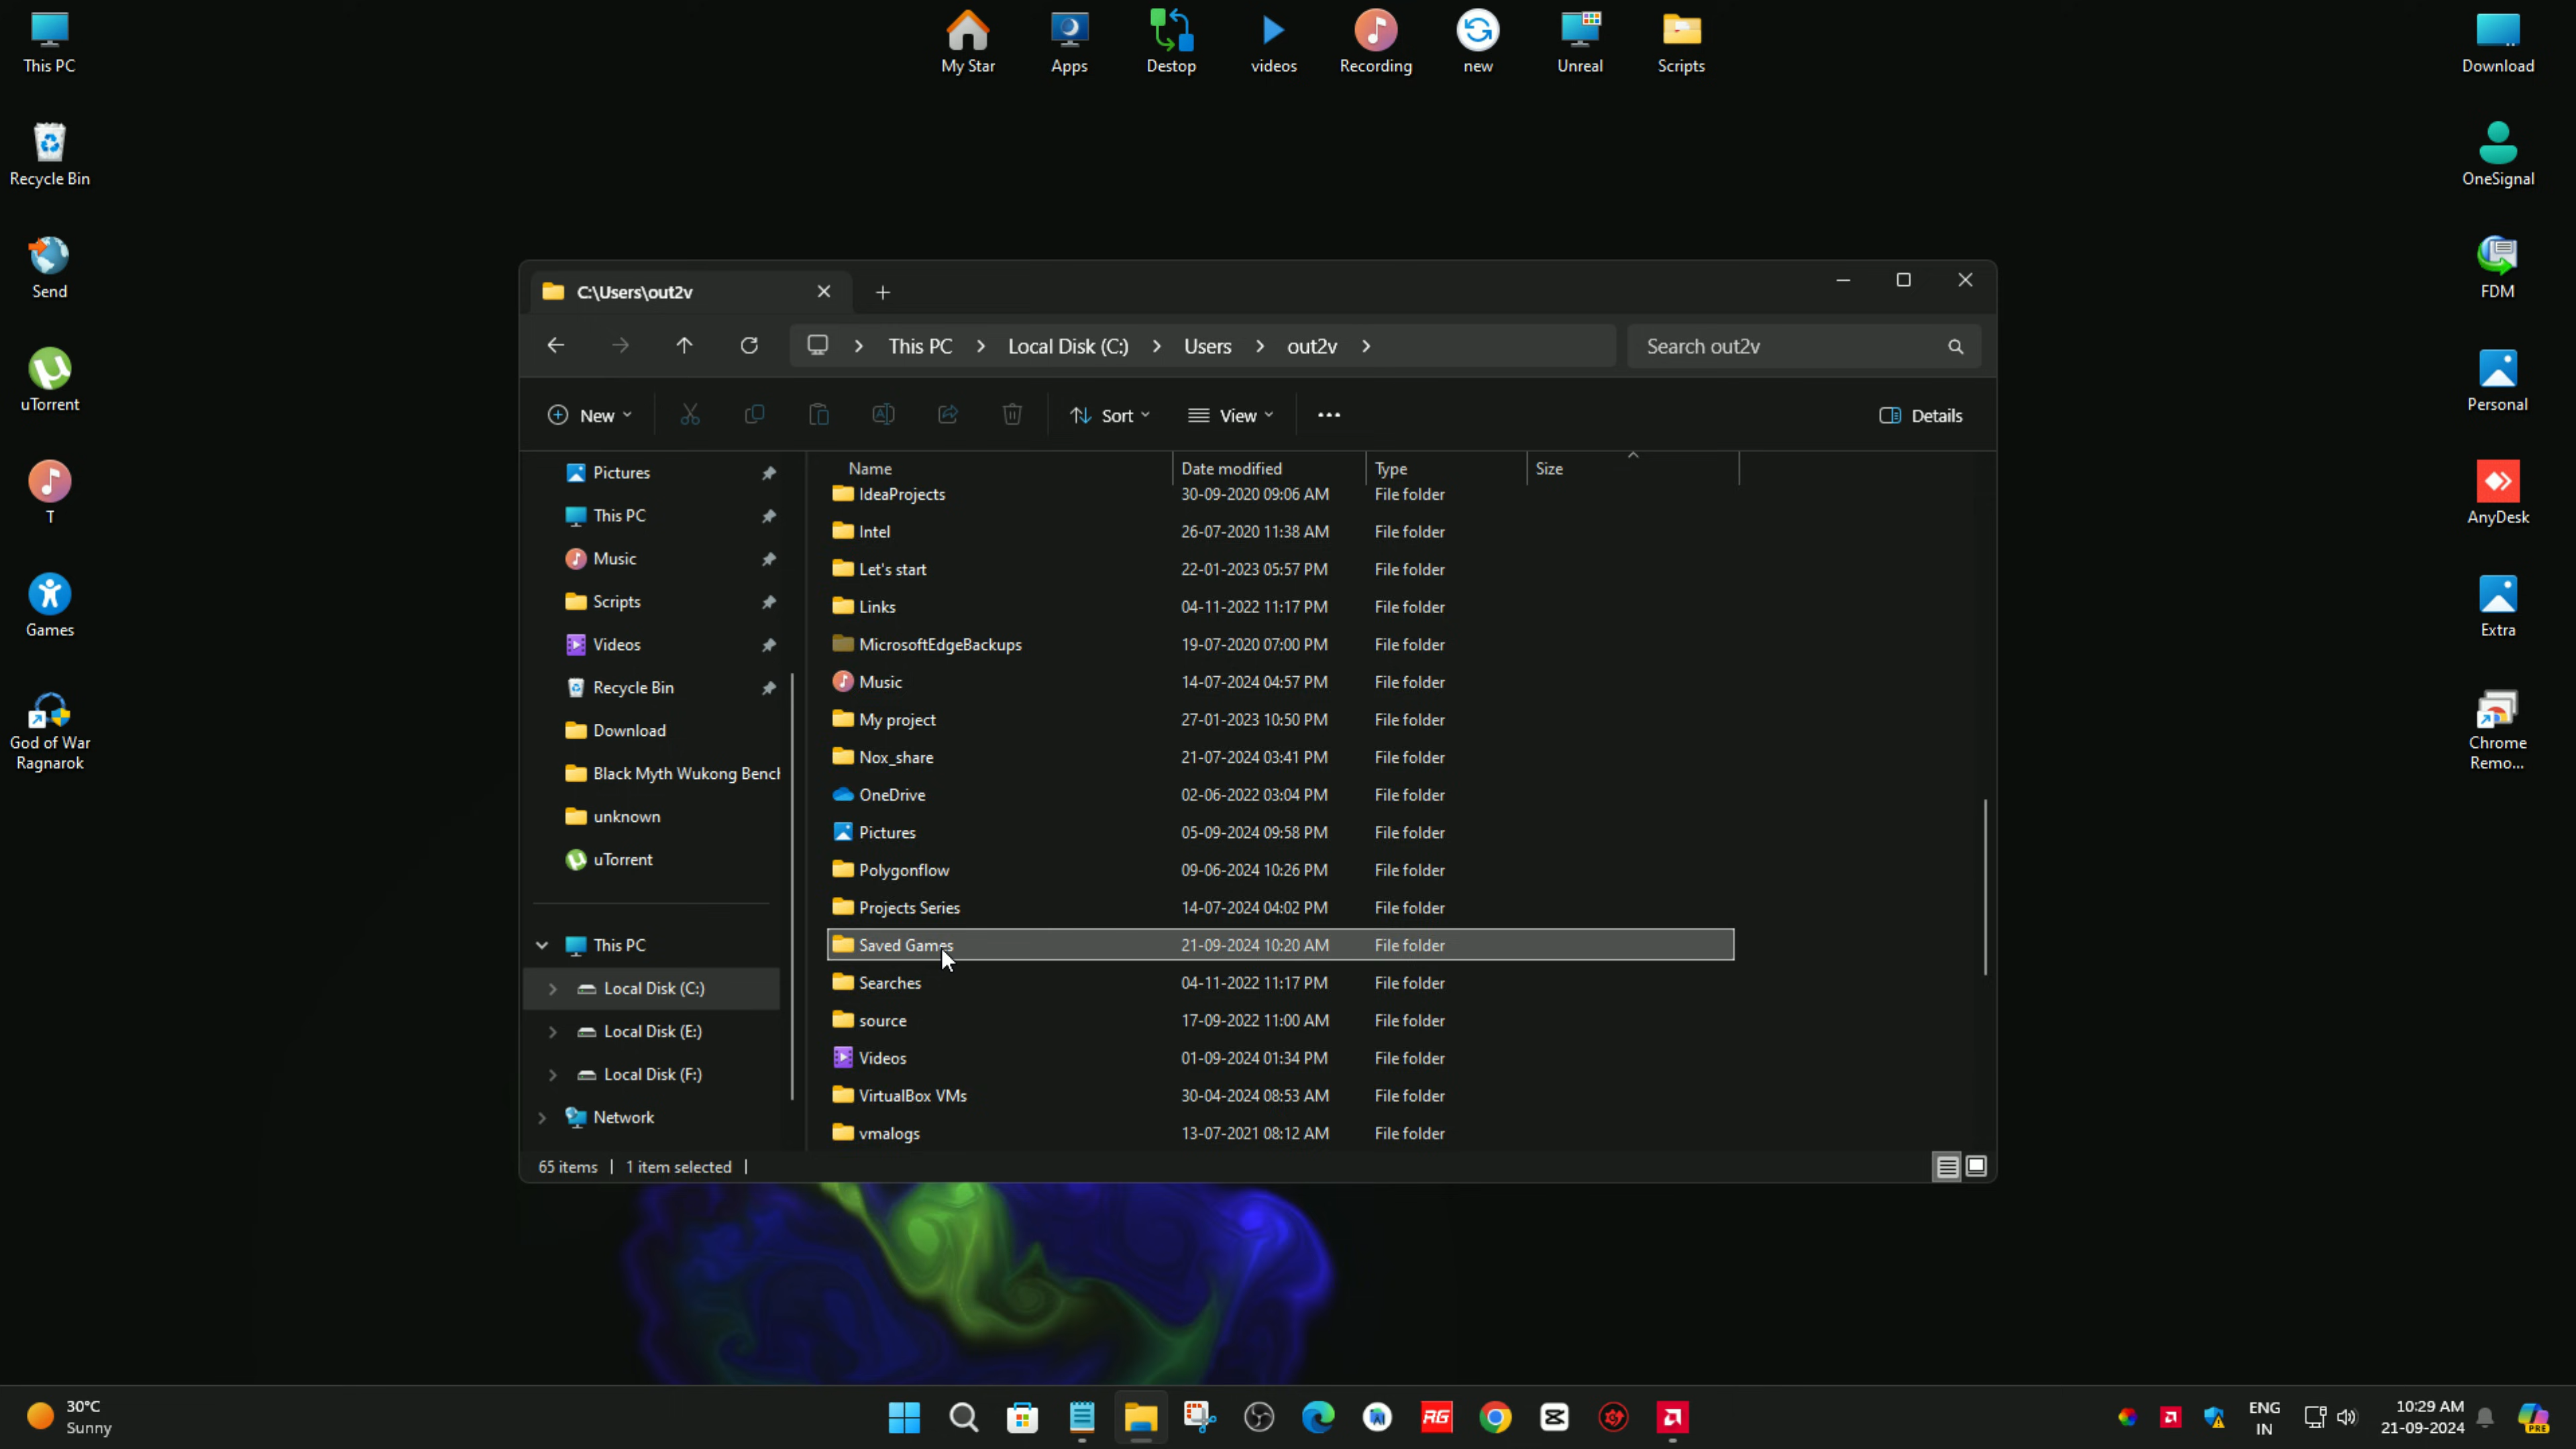 This PC
My Star
Apps
Destop
videos
Recording
new
Unreal
Scripts
Download
Recycle Bin
OneSignal
Send
FDM
uTorrent
Personal
T
AnyDesk
Games
Extra
God of War
Ragnarok
Chrome
Remo...
C:\Users\out2v
This PC > Local Disk (C:) > Users > out2v >
Search out2v
New
Sort
View
Details
Pictures
This PC
Music
Scripts
Videos
Recycle Bin
Download
Black Myth Wukong Bench
unknown
uTorrent
This PC
Local Disk (C:)
Local Disk (E:)
Local Disk (F:)
Network
Name Date modified Type Size
IdeaProjects 30-09-2020 09:06 AM File folder
Intel 26-07-2020 11:38 AM File folder
Let's start 22-01-2023 05:57 PM File folder
Links 04-11-2022 11:17 PM File folder
MicrosoftEdgeBackups 19-07-2020 07:00 PM File folder
Music 14-07-2024 04:57 PM File folder
My project 27-01-2023 10:50 PM File folder
Nox_share 21-07-2024 03:41 PM File folder
OneDrive 02-06-2022 03:04 PM File folder
Pictures 05-09-2024 09:58 PM File folder
Polygonflow 09-06-2024 10:26 PM File folder
Projects Series 14-07-2024 04:02 PM File folder
Saved Games 21-09-2024 10:20 AM File folder
Searches 04-11-2022 11:17 PM File folder
source 17-09-2022 11:00 AM File folder
Videos 01-09-2024 01:34 PM File folder
VirtualBox VMs 30-04-2024 08:53 AM File folder
vmalogs 13-07-2021 08:12 AM File folder
65 items | 1 item selected |
30°C
Sunny
RG
ENG
IN
10:29 AM
21-09-2024
PRE